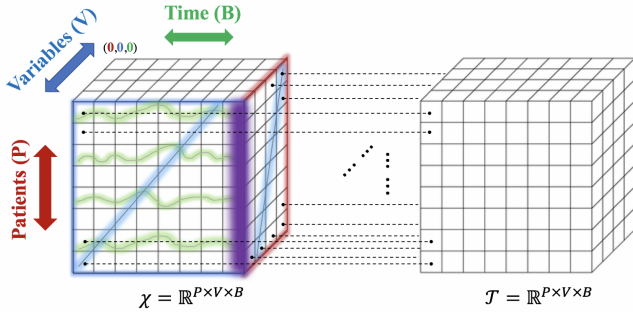 Time (B)
Variables (V)
(0,0,0)
Patients (P)
χ = ℝ^{P×V×B}
𝒯 = ℝ^{P×V×B}